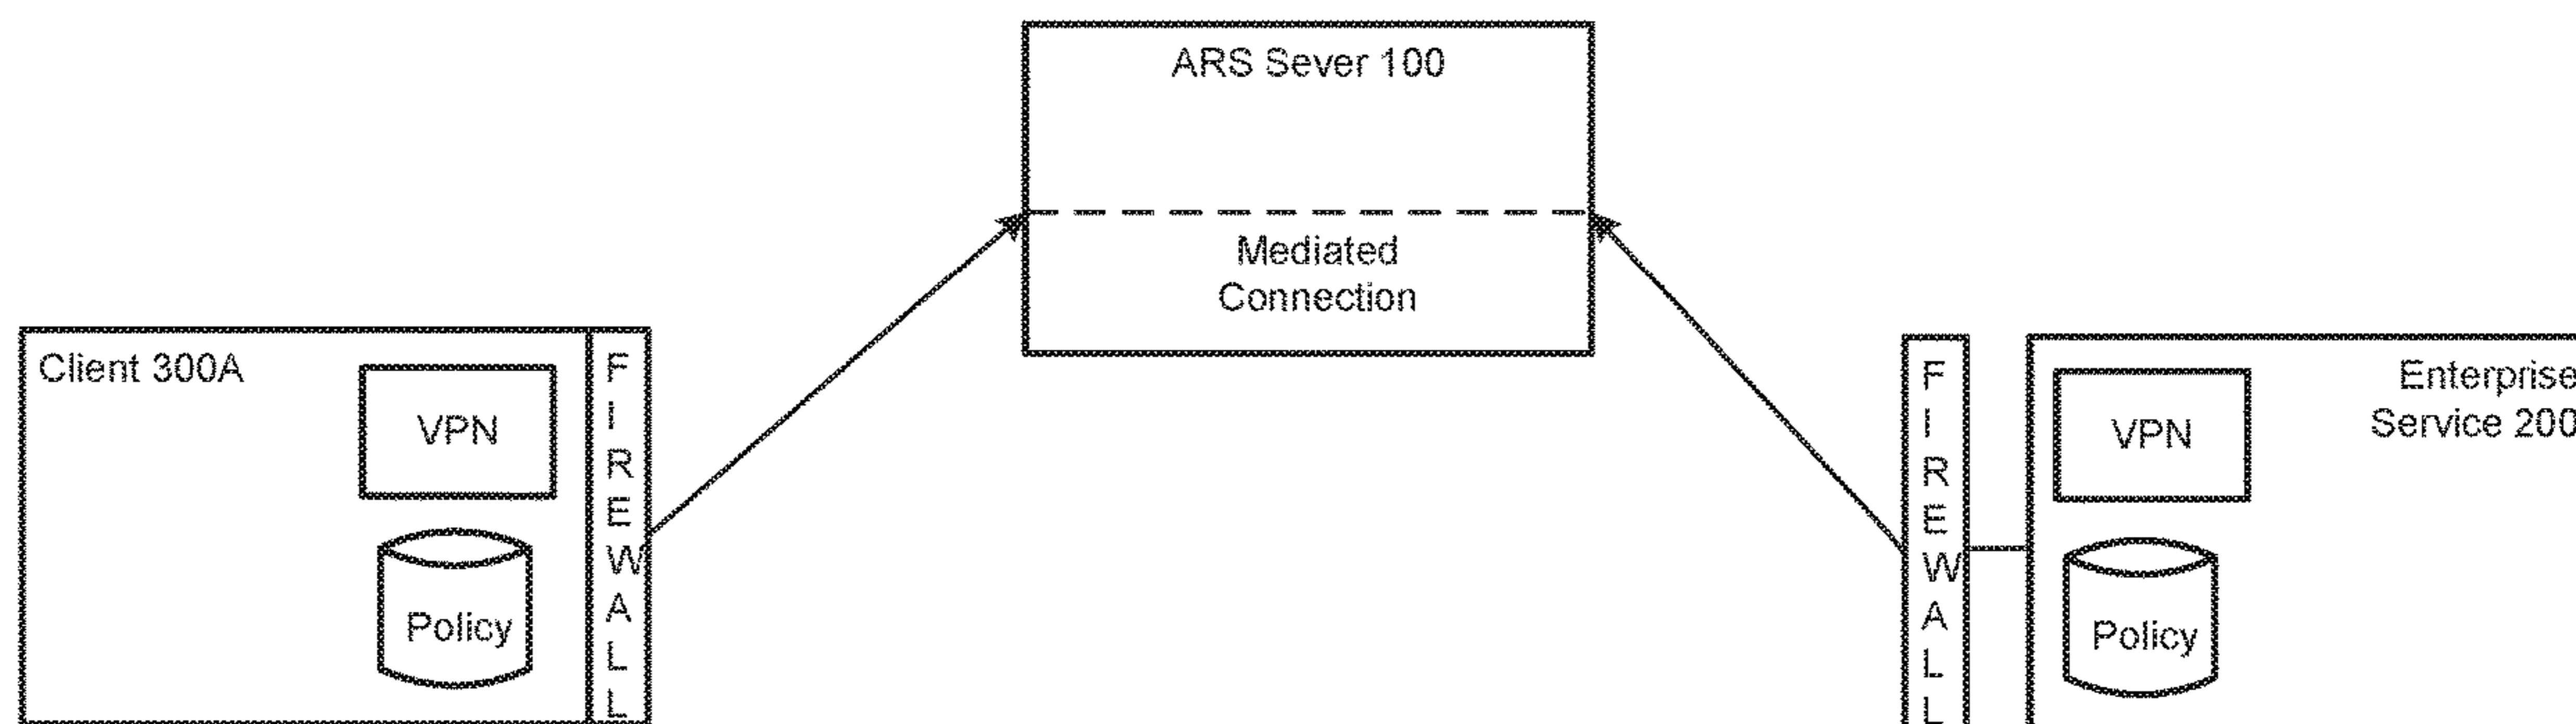 ARS Sever 100
Mediated
Connection
Client 300A
VPN
Policy
F
I
R
E
W
A
L
L
F
I
R
E
W
A
L
L
VPN
Policy
Enterprise
Service 200